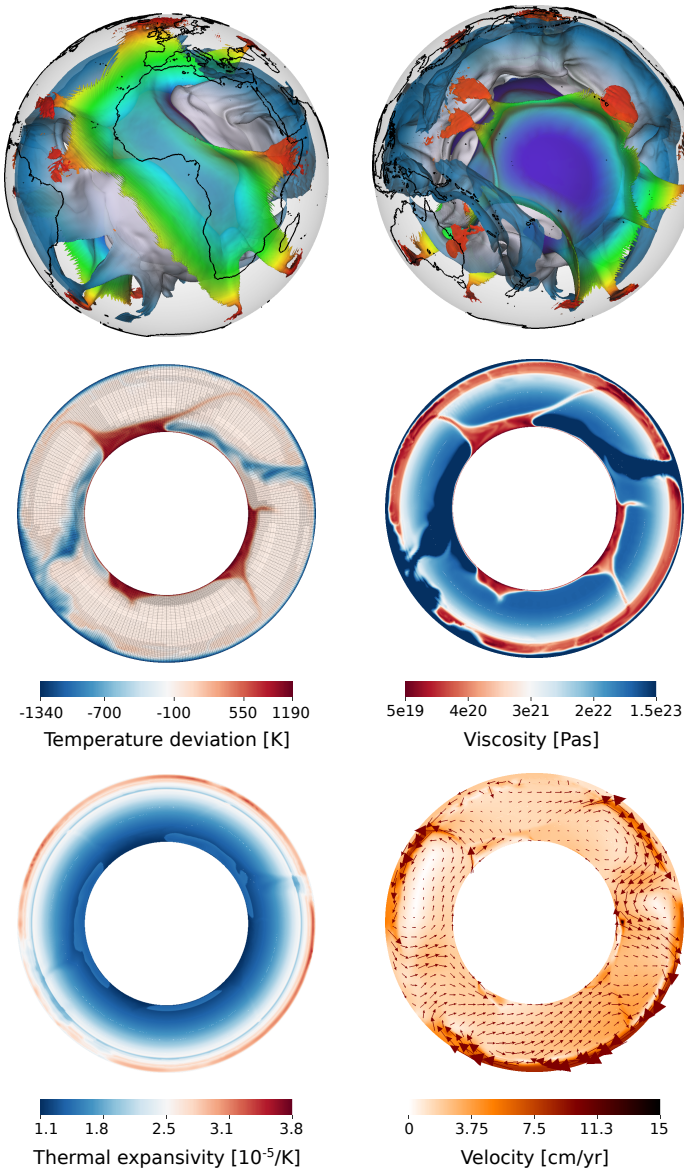 -1340 -700 -100 550 1190
Temperature deviation [K]
5e19 4e20 3e21 2e22 1.5e23
Viscosity [Pas]
1.1 1.8 2.5 3.1 3.8
Thermal expansivity [10⁻⁵/K]
0 3.75 7.5 11.3 15
Velocity [cm/yr]